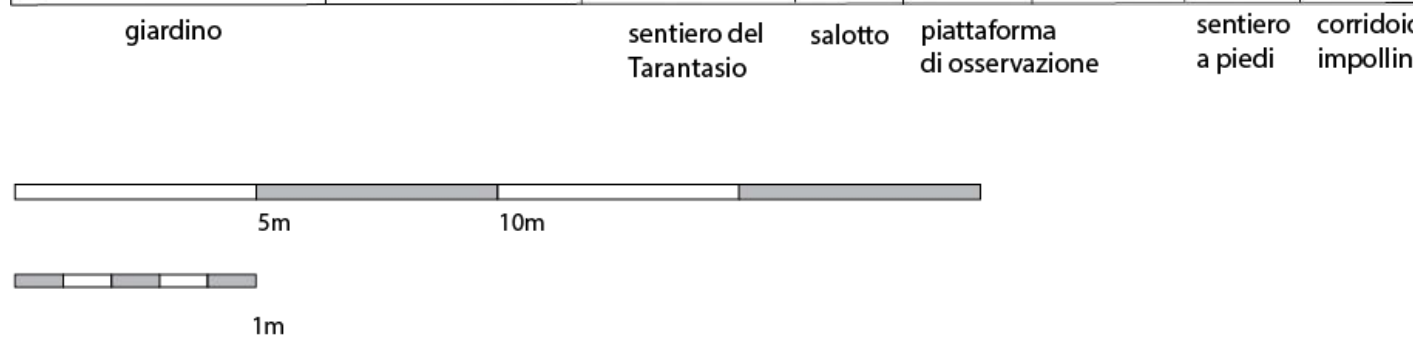 giardino
sentiero del
Tarantasio
salotto
piattaforma
di osservazione
sentiero
a piedi
5m
10m
1m